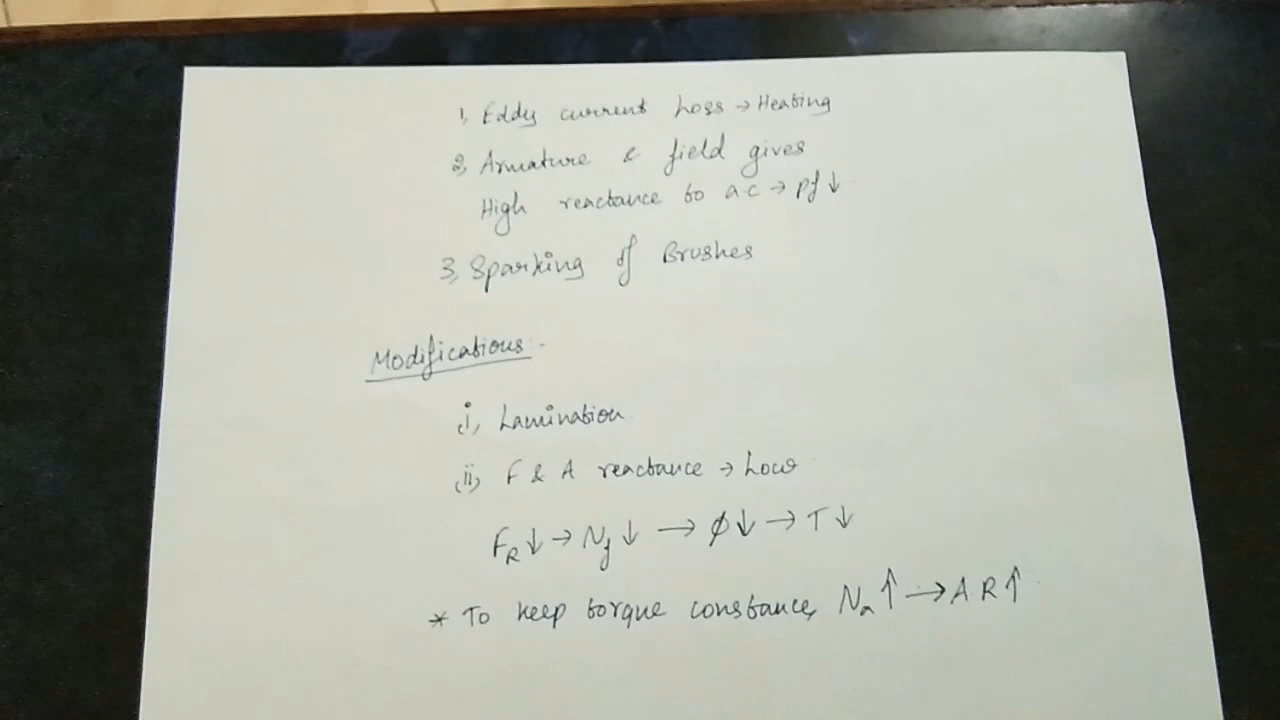 1, Eddy current Loss → Heating
2, Armature & field gives
High reactance to a.c → Pf ↓
3, Sparking of Brushes
Modifications:-
(i), Lamination
(ii) F & A reactance → Low
F_R ↓ → N_f ↓ → Φ ↓ → T ↓
* To keep torque constance, N_a ↑ → A R ↑